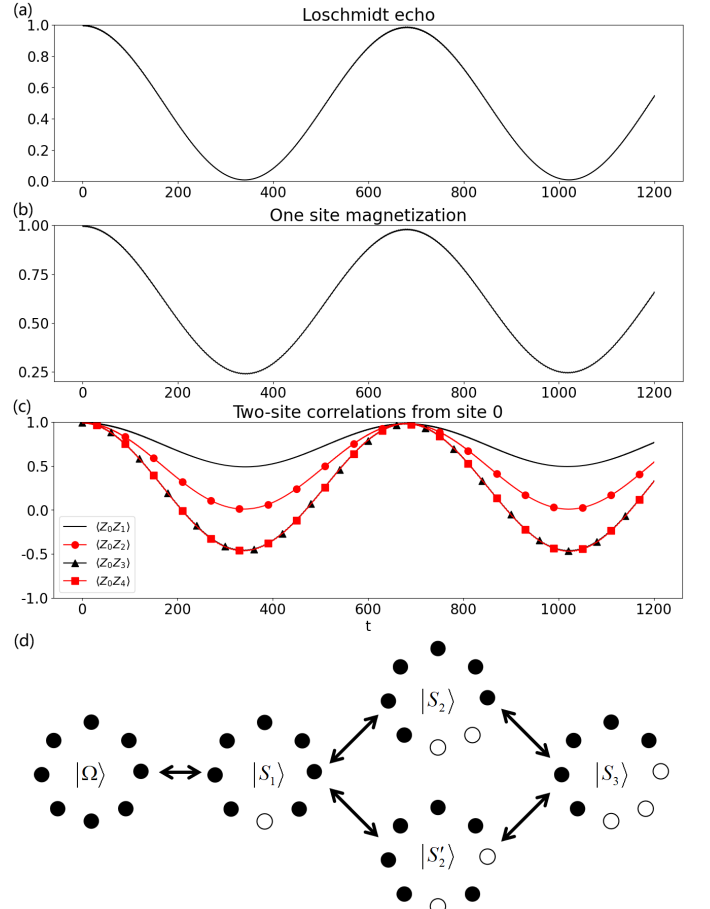 (a)
Loschmidt echo
1.0
0.8
0.6
0.4
0.2
0.0
0 200 400 600 800 1000 1200
(b)
One site magnetization
1.00
0.75
0.50
0.25
0 200 400 600 800 1000 1200
(c)
Two-site correlations from site 0
1.0
0.5
0.0
-0.5
-1.0
⟨Z₀Z₁⟩
⟨Z₀Z₂⟩
⟨Z₀Z₃⟩
⟨Z₀Z₄⟩
0 200 400 600 800 1000 1200
t
(d)
|S₂⟩
|Ω⟩ |S₁⟩ |S₃⟩
|S′₂⟩